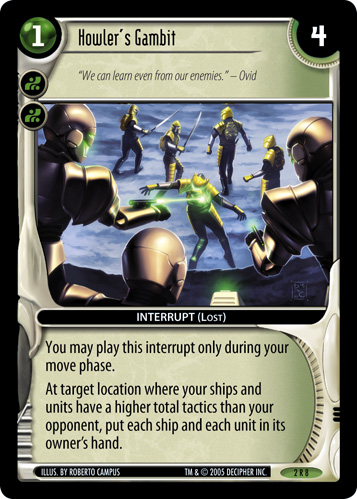 1
Howler's Gambit
4
"We can learn even from our enemies." – Ovid
INTERRUPT (LOST)
You may play this interrupt only during your
move phase.
At target location where your ships and
units have a higher total tactics than your
opponent, put each ship and each unit in its
owner's hand.
ILLUS. BY ROBERTO CAMPUS
TM & © 2005 DECIPHER INC.
2 R 8